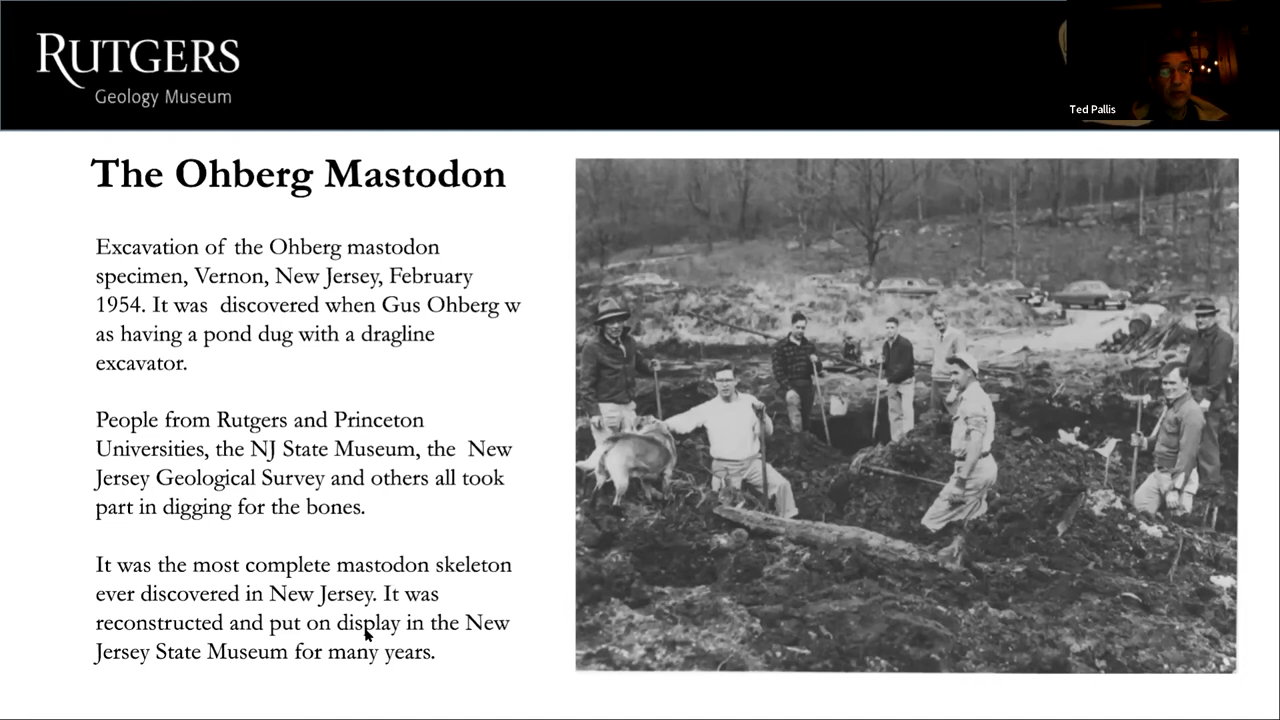 RUTGERS
Geology Museum
Ted Pallis
The Ohberg Mastodon
Excavation of the Ohberg mastodon
specimen, Vernon, New Jersey, February
1954. It was  discovered when Gus Ohberg w
as having a pond dug with a dragline
excavator.
People from Rutgers and Princeton
Universities, the NJ State Museum, the  New
Jersey Geological Survey and others all took
part in digging for the bones.
It was the most complete mastodon skeleton
ever discovered in New Jersey. It was
reconstructed and put on display in the New
Jersey State Museum for many years.